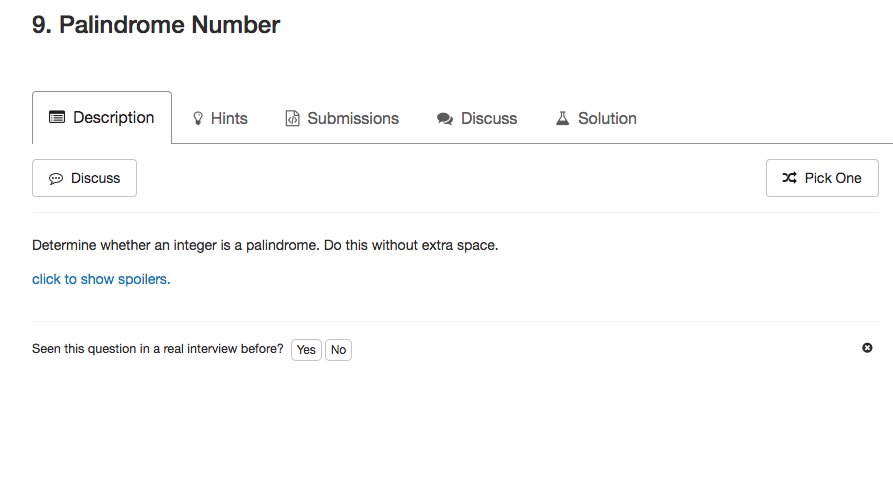 9. Palindrome Number
Description Hints Submissions Discuss Solution
Discuss Pick One
Determine whether an integer is a palindrome. Do this without extra space.
click to show spoilers.
Seen this question in a real interview before? Yes No